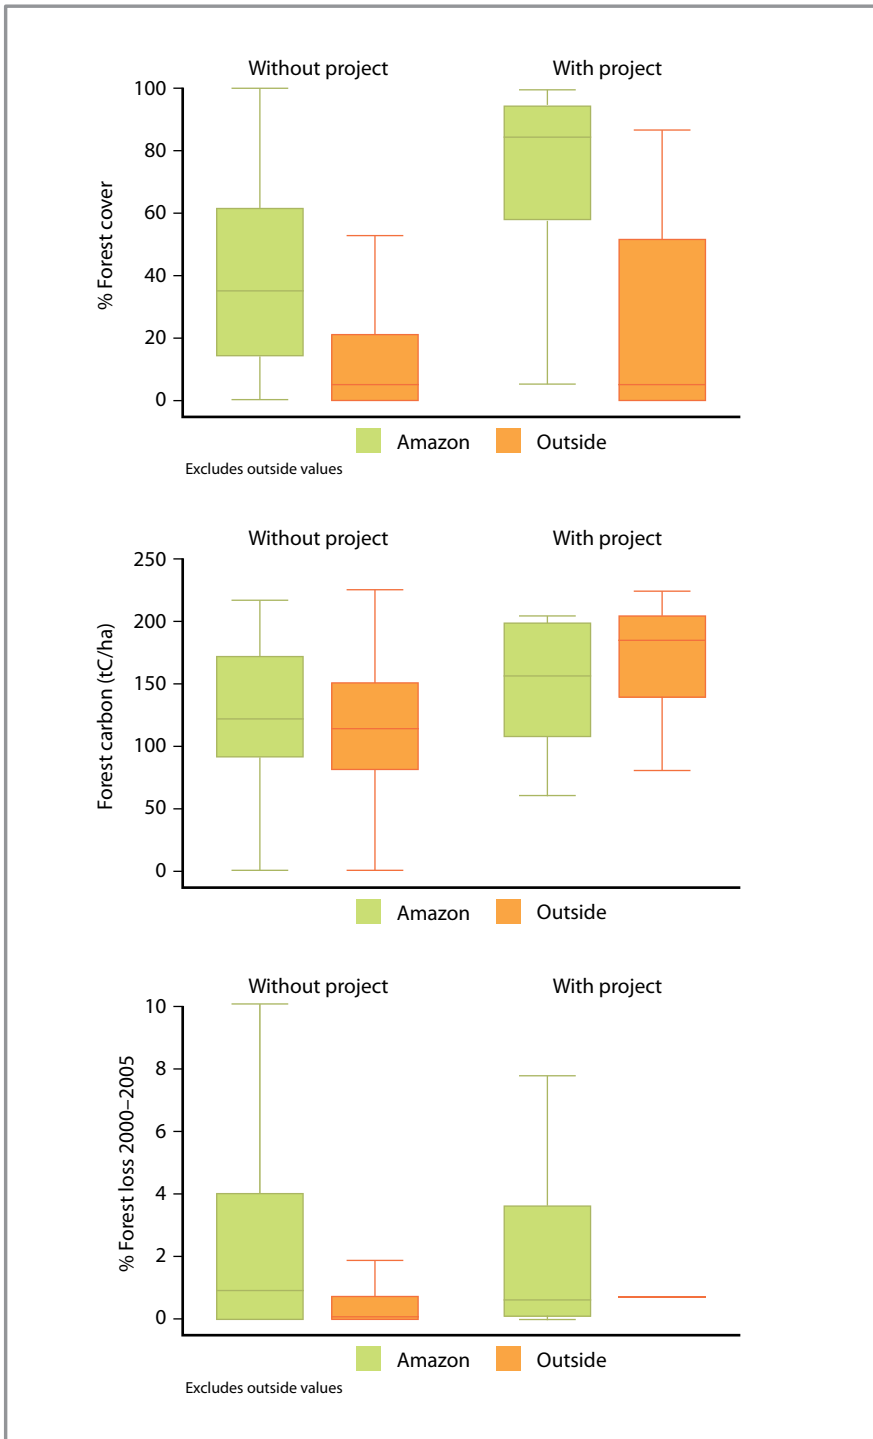 Without project With project
100
80
60
40
20
0
% Forest cover
Amazon Outside
Excludes outside values
Without project With project
250
200
150
100
50
0
Forest carbon (tC/ha)
Amazon Outside
Without project With project
10
8
6
4
2
0
% Forest loss 2000–2005
Amazon Outside
Excludes outside values